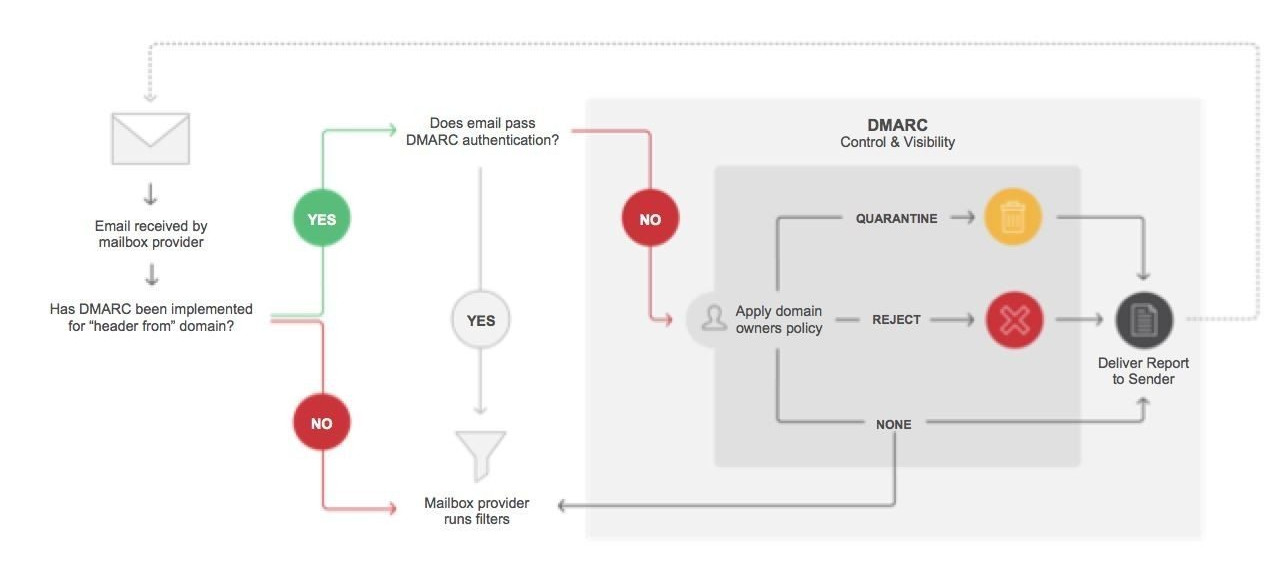 Does email pass
DMARC authentication?
DMARC
Control & Visibility
YES
NO
QUARANTINE
Email received by
mailbox provider
Has DMARC been implemented
for “header from” domain?
YES
Apply domain
owners policy
REJECT
Deliver Report
to Sender
NO
NONE
Mailbox provider
runs filters